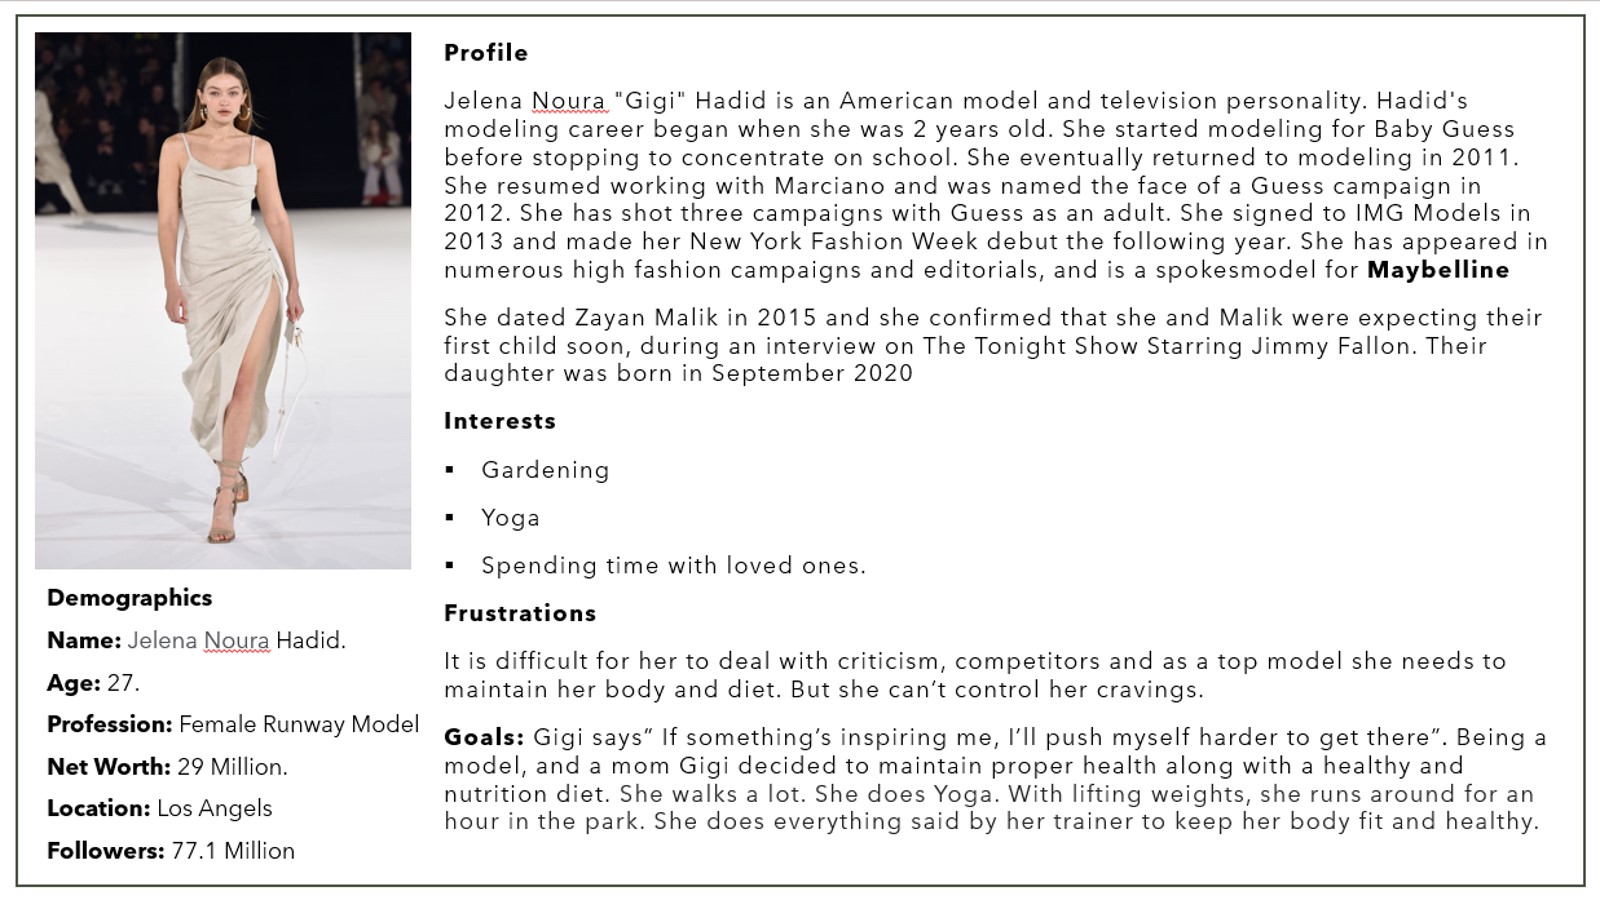 Profile
Jelena Noura "Gigi" Hadid is an American model and television personality. Hadid's
modeling career began when she was 2 years old. She started modeling for Baby Guess
before stopping to concentrate on school. She eventually returned to modeling in 2011.
She resumed working with Marciano and was named the face of a Guess campaign in
2012. She has shot three campaigns with Guess as an adult. She signed to IMG Models in
2013 and made her New York Fashion Week debut the following year. She has appeared in
numerous high fashion campaigns and editorials, and is a spokesmodel for Maybelline
She dated Zayan Malik in 2015 and she confirmed that she and Malik were expecting their
first child soon, during an interview on The Tonight Show Starring Jimmy Fallon. Their
daughter was born in September 2020
Interests
▪ Gardening
▪ Yoga
▪ Spending time with loved ones.
Frustrations
It is difficult for her to deal with criticism, competitors and as a top model she needs to
maintain her body and diet. But she can’t control her cravings.
Goals: Gigi says” If something’s inspiring me, I’ll push myself harder to get there”. Being a
model, and a mom Gigi decided to maintain proper health along with a healthy and
nutrition diet. She walks a lot. She does Yoga. With lifting weights, she runs around for an
hour in the park. She does everything said by her trainer to keep her body fit and healthy.
Demographics
Name: Jelena Noura Hadid.
Age: 27.
Profession: Female Runway Model
Net Worth: 29 Million.
Location: Los Angels
Followers: 77.1 Million